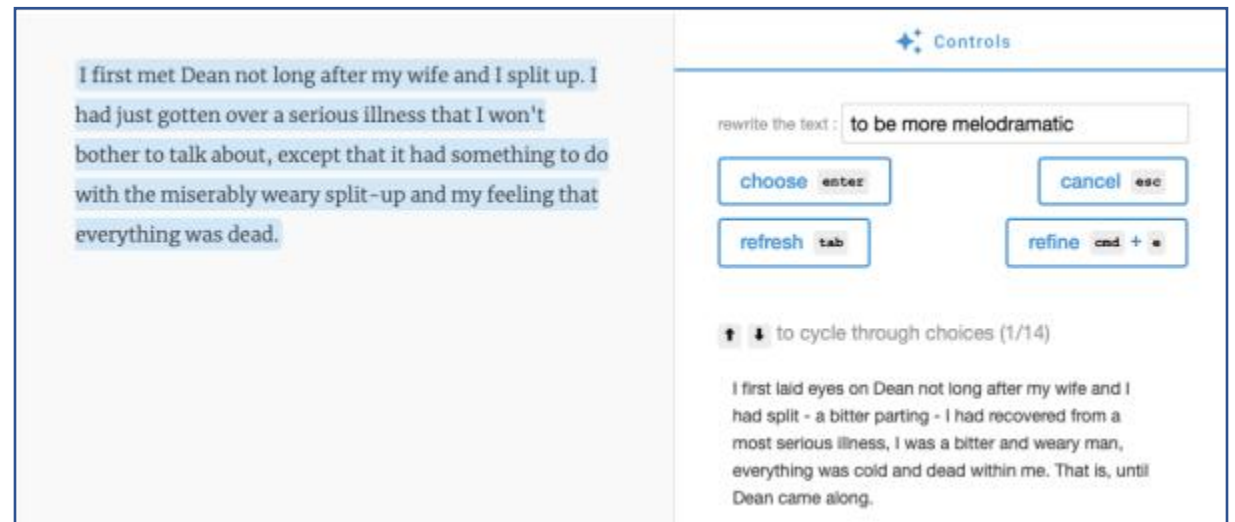 I first met Dean not long after my wife and I split up. I
had just gotten over a serious illness that I won't
bother to talk about, except that it had something to do
with the miserably weary split-up and my feeling that
everything was dead.
Controls
rewrite the text : to be more melodramatic
choose enter
cancel esc
refresh tab
refine cmd + e
↑ ↓ to cycle through choices (1/14)
I first laid eyes on Dean not long after my wife and I
had split - a bitter parting - I had recovered from a
most serious illness, I was a bitter and weary man,
everything was cold and dead within me. That is, until
Dean came along.